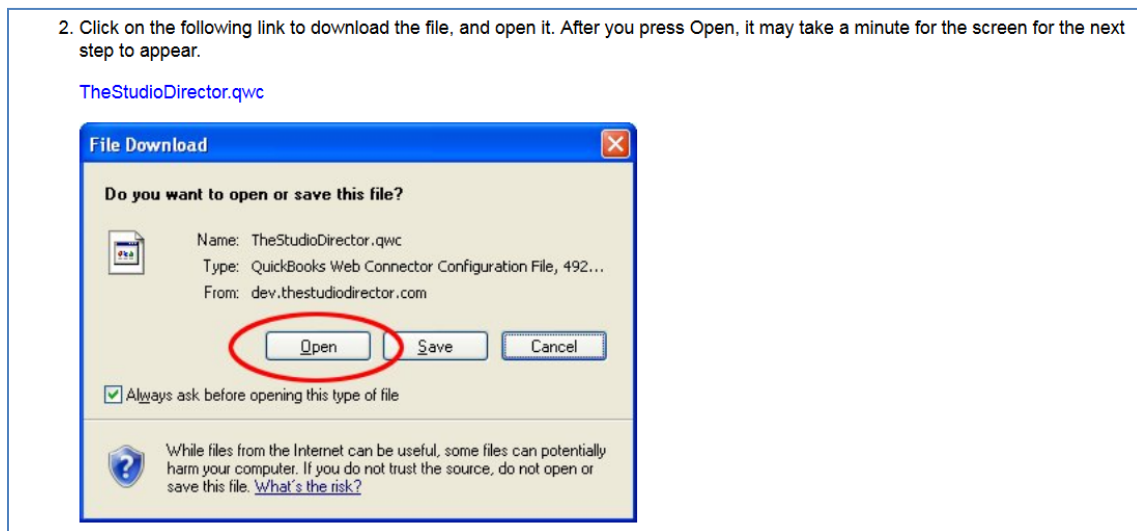 2. Click on the following link to download the file, and open it. After you press Open, it may take a minute for the screen for the next
step to appear.
TheStudioDirector.qwc
File Download
Do you want to open or save this file?
Name: TheStudioDirector.qwc
Type: QuickBooks Web Connector Configuration File, 492...
From: dev.thestudiodirector.com
Open Save Cancel
Always ask before opening this type of file
While files from the Internet can be useful, some files can potentially
harm your computer. If you do not trust the source, do not open or
save this file. What's the risk?